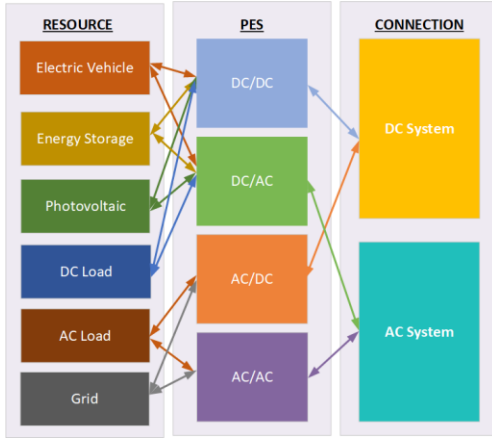 RESOURCE
Electric Vehicle
Energy Storage
Photovoltaic
DC Load
AC Load
Grid
PES
DC/DC
DC/AC
AC/DC
AC/AC
CONNECTION
DC System
AC System